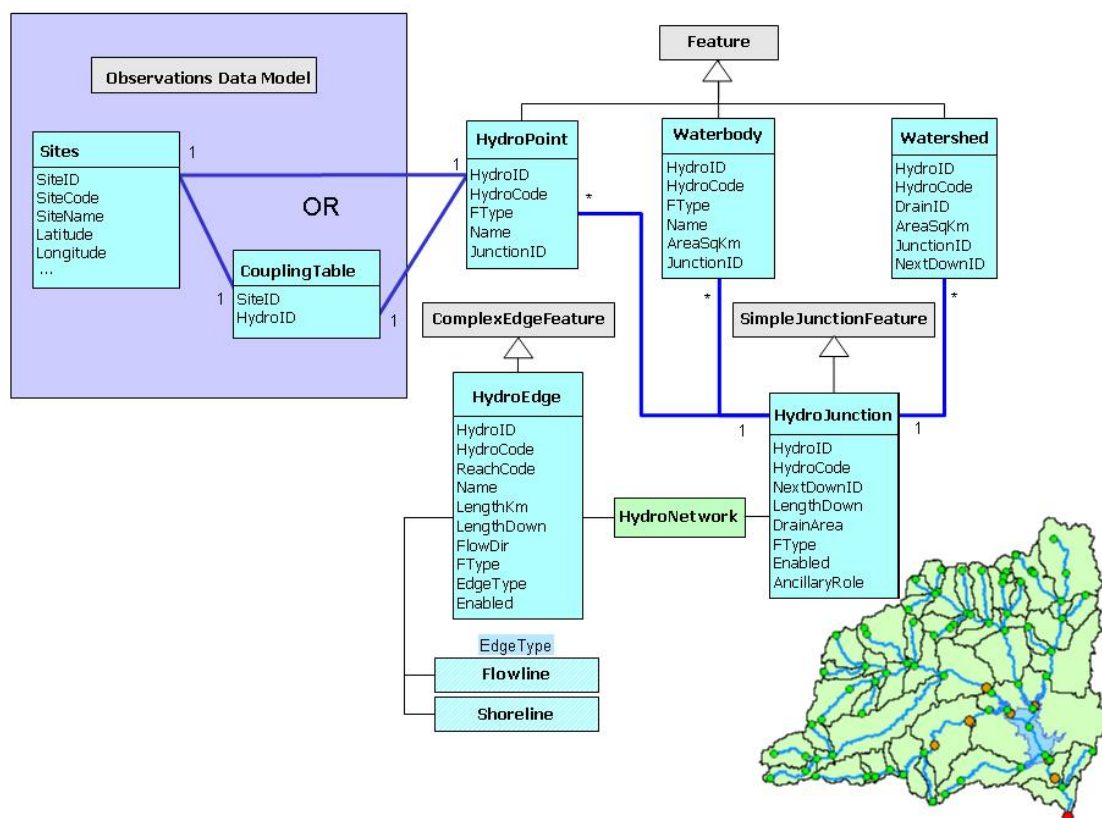 Observations Data Model
Sites
SiteID
SiteCode
SiteName
Latitude
Longitude
...
1
1
OR
CouplingTable
SiteID
HydroID
1
1
Feature
HydroPoint
HydroID
HydroCode
FType
Name
JunctionID
*
Waterbody
HydroID
HydroCode
FType
Name
AreaSqKm
JunctionID
*
Watershed
HydroID
HydroCode
DrainID
AreaSqKm
JunctionID
NextDownID
*
ComplexEdgeFeature
SimpleJunctionFeature
HydroEdge
HydroID
HydroCode
ReachCode
Name
LengthKm
LengthDown
FlowDir
FType
EdgeType
Enabled
HydroNetwork
1
1
HydroJunction
HydroID
HydroCode
NextDownID
LengthDown
DrainArea
FType
Enabled
AncillaryRole
EdgeType
Flowline
Shoreline